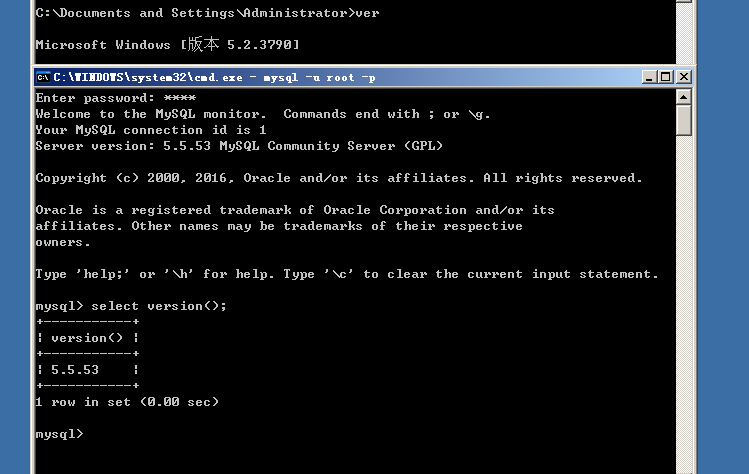 C:\Documents and Settings\Administrator>ver
Microsoft Windows [版本 5.2.3790]
C:\WINDOWS\system32\cmd.exe - mysql -u root -p
Enter password: ****
Welcome to the MySQL monitor.  Commands end with ; or \g.
Your MySQL connection id is 1
Server version: 5.5.53 MySQL Community Server (GPL)
Copyright (c) 2000, 2016, Oracle and/or its affiliates. All rights reserved.
Oracle is a registered trademark of Oracle Corporation and/or its
affiliates. Other names may be trademarks of their respective
owners.
Type 'help;' or '\h' for help. Type '\c' to clear the current input statement.
mysql> select version();
+-----------+
| version() |
+-----------+
| 5.5.53    |
+-----------+
1 row in set (0.00 sec)
mysql>